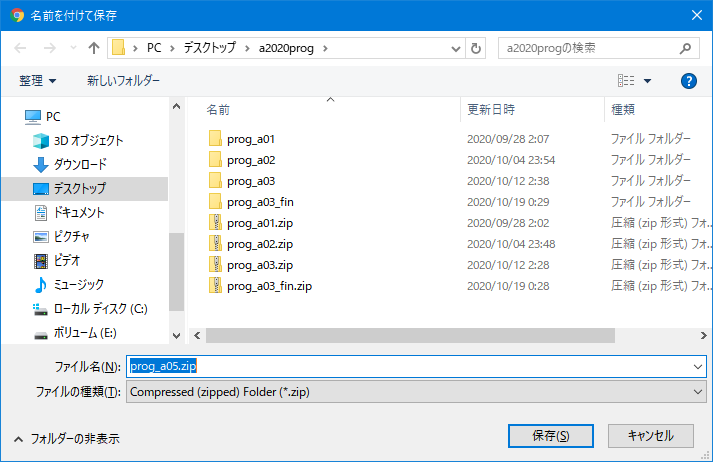 名前を付けて保存
PC デスクトップ a2020prog a2020progの検索
整理 新しいフォルダー ?
PC
3D オブジェクト
ダウンロード
デスクトップ
ドキュメント
ピクチャ
ビデオ
ミュージック
ローカル ディスク (C:)
ボリューム (E:)
名前 更新日時 種類
prog_a01 2020/09/28 2:07 ファイル フォルダー
prog_a02 2020/10/04 23:54 ファイル フォルダー
prog_a03 2020/10/12 2:38 ファイル フォルダー
prog_a03_fin 2020/10/19 0:29 ファイル フォルダー
prog_a01.zip 2020/09/28 2:02 圧縮 (zip 形式) フォ...
prog_a02.zip 2020/10/04 23:48 圧縮 (zip 形式) フォ...
prog_a03.zip 2020/10/12 2:28 圧縮 (zip 形式) フォ...
prog_a03_fin.zip 2020/10/19 0:28 圧縮 (zip 形式) フォ...
ファイル名(N): prog_a05.zip
ファイルの種類(T): Compressed (zipped) Folder (*.zip)
フォルダーの非表示 保存(S) キャンセル